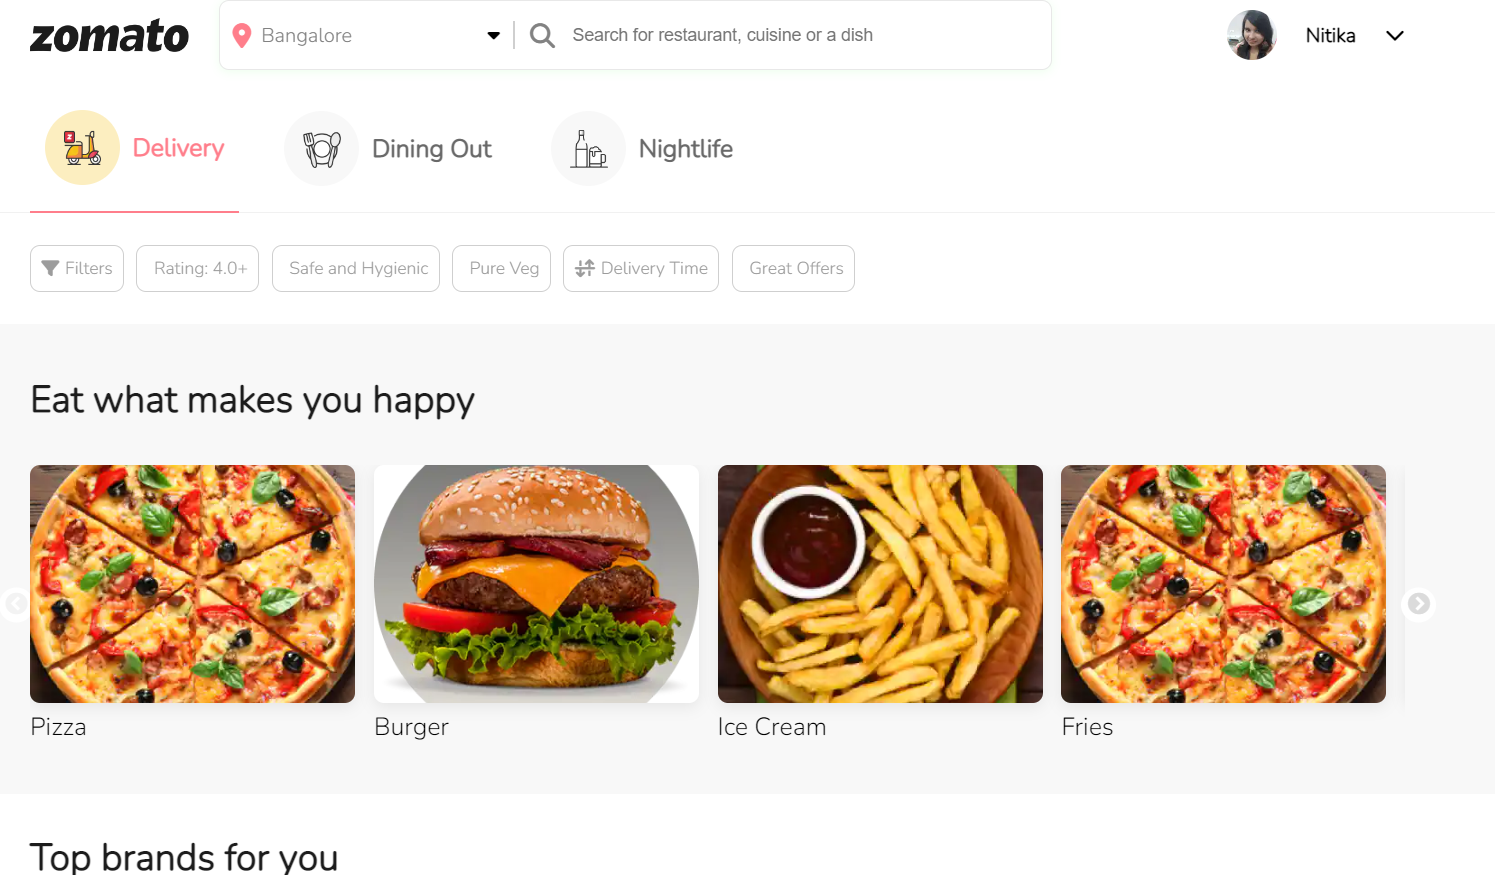 zomato
Bangalore
Search for restaurant, cuisine or a dish
Nitika
Delivery
Dining Out
Nightlife
Filters
Rating: 4.0+
Safe and Hygienic
Pure Veg
Delivery Time
Great Offers
Eat what makes you happy
Pizza
Burger
Ice Cream
Fries
Top brands for you